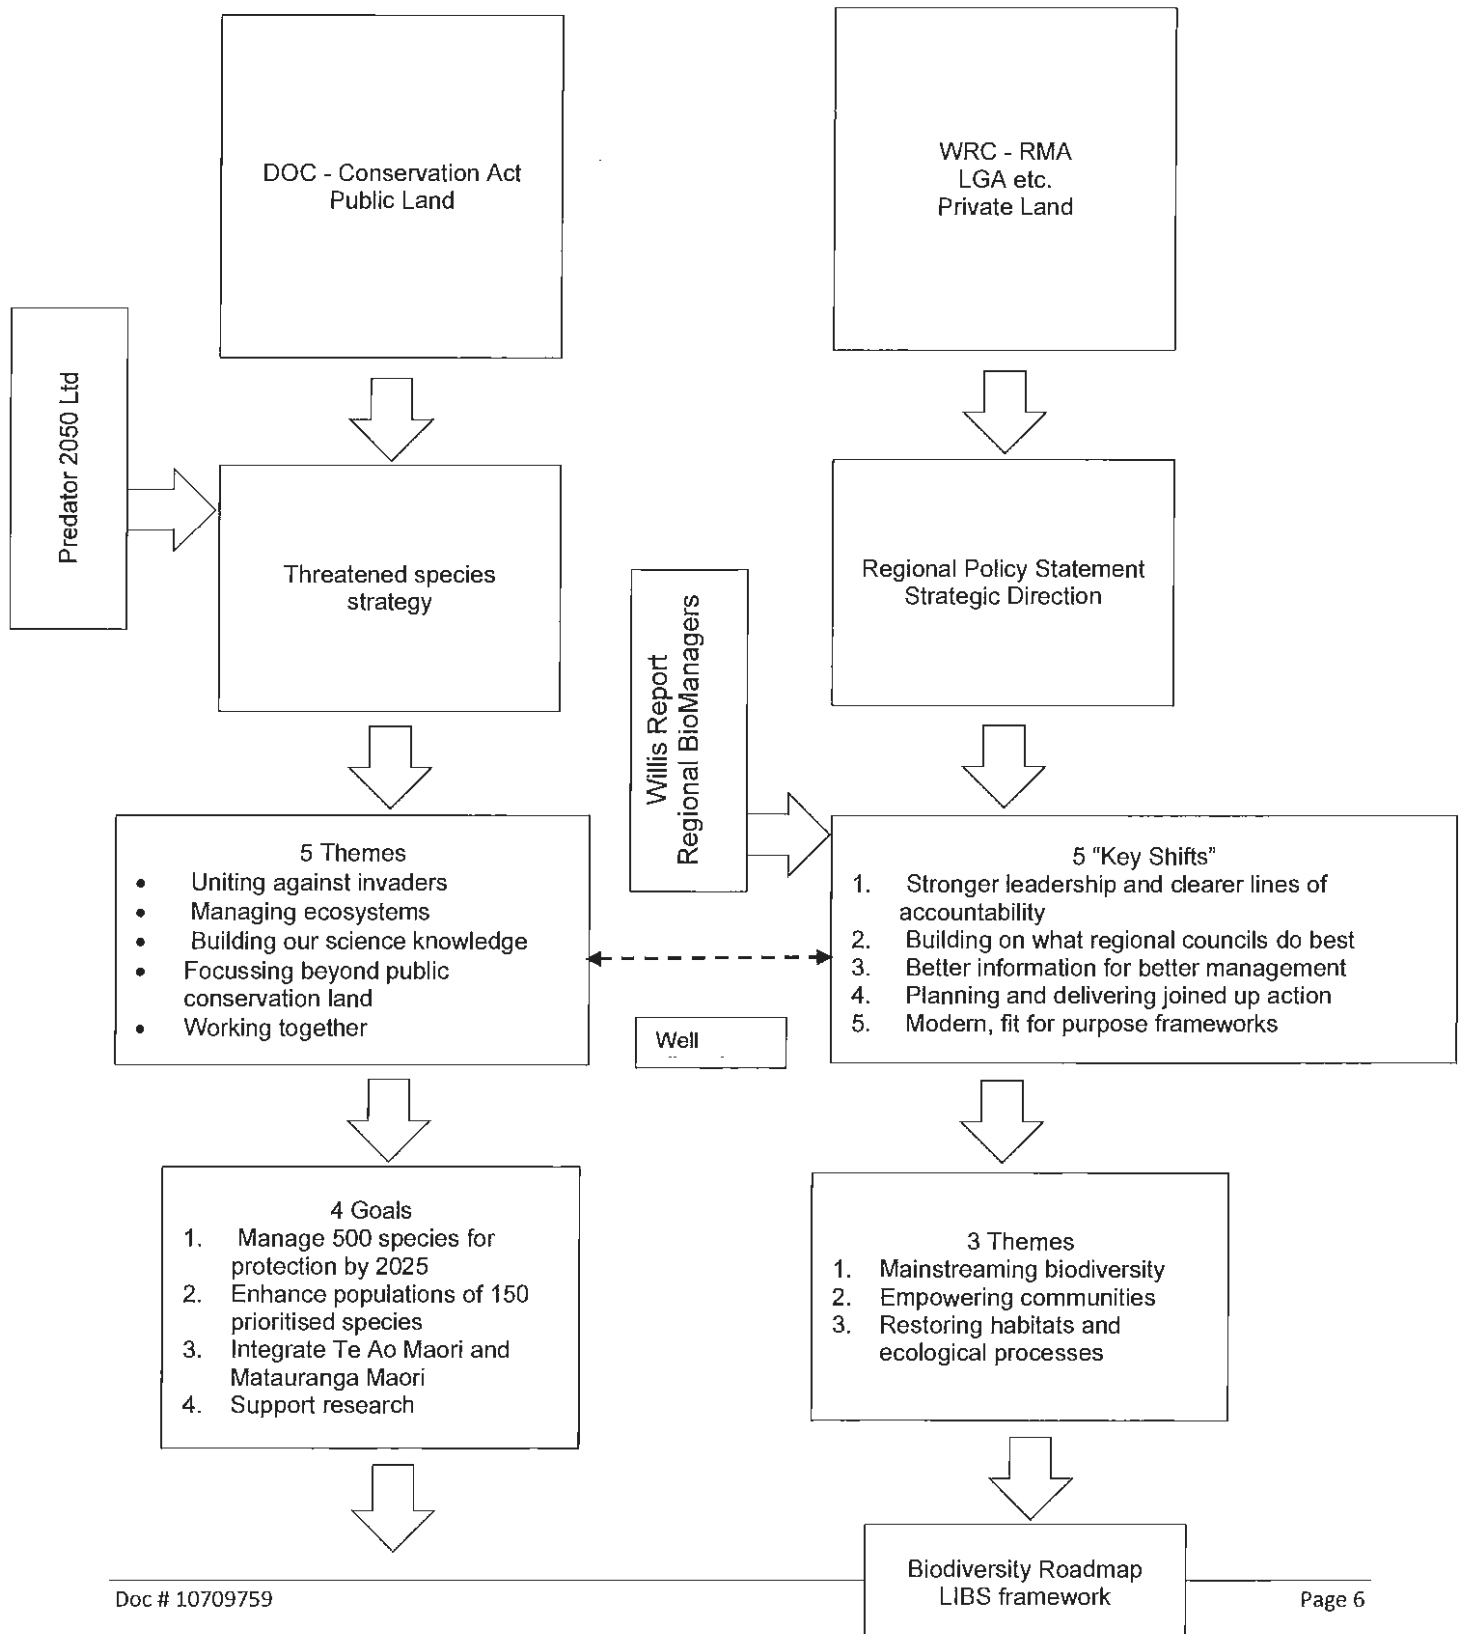 DOC - Conservation Act
Public Land
WRC - RMA
LGA etc.
Private Land
Predator 2050 Ltd
Threatened species
strategy
Regional Policy Statement
Strategic Direction
Willis Report
Regional BioManagers
5 Themes
• Uniting against invaders
• Managing ecosystems
• Building our science knowledge
• Focussing beyond public
conservation land
• Working together
5 “Key Shifts”
1. Stronger leadership and clearer lines of
accountability
2. Building on what regional councils do best
3. Better information for better management
4. Planning and delivering joined up action
5. Modern, fit for purpose frameworks
Well
4 Goals
1. Manage 500 species for
protection by 2025
2. Enhance populations of 150
prioritised species
3. Integrate Te Ao Maori and
Matauranga Maori
4. Support research
3 Themes
1. Mainstreaming biodiversity
2. Empowering communities
3. Restoring habitats and
ecological processes
Biodiversity Roadmap
LIBS framework
Doc # 10709759
Page 6